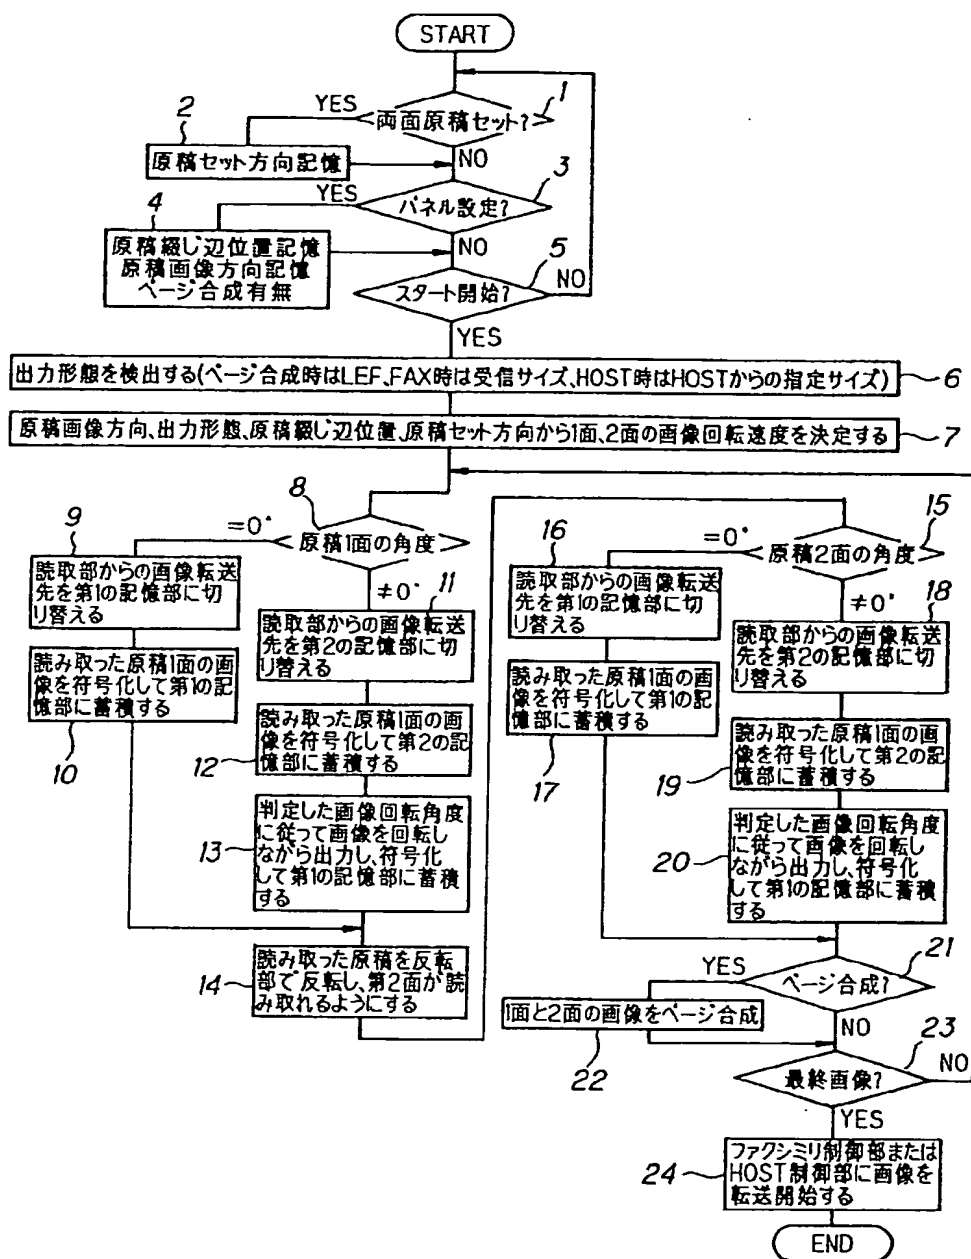 START
1
YES
両面原稿セット?
2
NO
原稿セット方向記憶
3
YES
パネル設定?
4
NO
原稿綴じ辺位置記憶
原稿画像方向記憶
ページ合成有無
5
NO
スタート開始?
YES
出力形態を検出する(ページ合成時はLEF、FAX時は受信サイズ、HOST時はHOSTからの指定サイズ)
6
原稿画像方向、出力形態、原稿綴じ辺位置、原稿セット方向から1面、2面の画像回転速度を決定する
7
8
=0°
原稿1面の角度
≠0°
9
読取部からの画像転送
先を第1の記憶部に切
り替える
読み取った原稿1面の画
像を符号化して第1の記
憶部に蓄積する
10
11
読取部からの画像転送
先を第2の記憶部に切
り替える
読み取った原稿1面の画
像を符号化して第2の記
憶部に蓄積する
12
判定した画像回転角度
に従って画像を回転し
ながら出力し、符号化
して第1の記憶部に蓄積
する
13
読み取った原稿を反転
部で反転し、第2面が読
み取れるようにする
14
15
=0°
原稿2面の角度
≠0°
16
読取部からの画像転送
先を第1の記憶部に切
り替える
読み取った原稿1面の画
像を符号化して第1の記
憶部に蓄積する
17
18
読取部からの画像転送
先を第2の記憶部に切
り替える
読み取った原稿1面の画
像を符号化して第2の記
憶部に蓄積する
19
判定した画像回転角度
に従って画像を回転し
ながら出力し、符号化
して第1の記憶部に蓄積
する
20
21
YES
ページ合成?
1面と2面の画像をページ合成
22
NO
23
最終画像?
NO
YES
ファクシミリ制御部または
HOST制御部に画像を
転送開始する
24
END